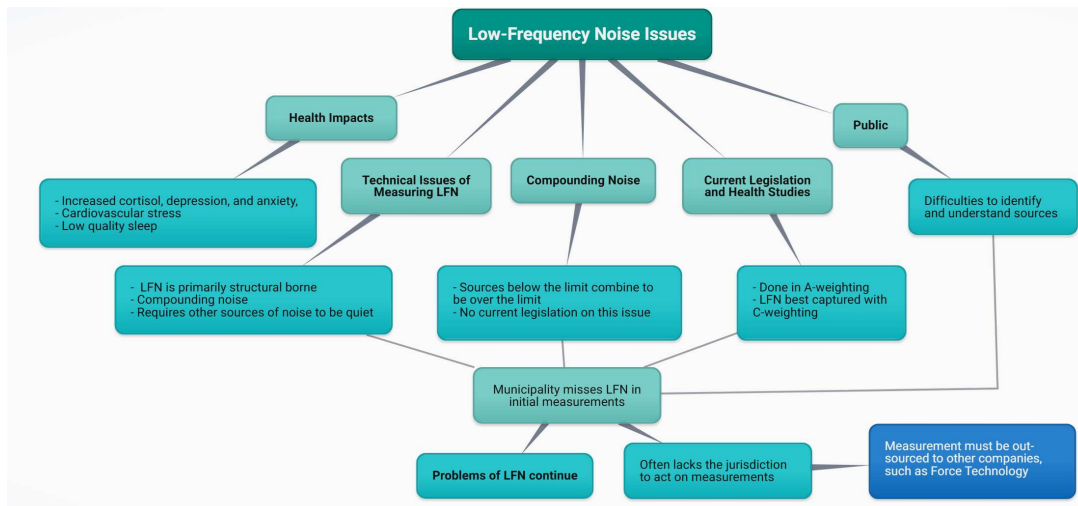 Low-Frequency Noise Issues
Health Impacts
Public
Technical Issues of
Measuring LFN
Compounding Noise
Current Legislation
and Health Studies
- Increased cortisol, depression, and anxiety,
- Cardiovascular stress
- Low quality sleep
Difficulties to identify
and understand sources
- LFN is primarily structural borne
- Compounding noise
- Requires other sources of noise to be quiet
- Sources below the limit combine to
be over the limit
- No current legislation on this issue
- Done in A-weighting
- LFN best captured with
C-weighting
Municipality misses LFN in
initial measurements
Problems of LFN continue
Often lacks the jurisdiction
to act on measurements
Measurement must be out-
sourced to other companies,
such as Force Technology